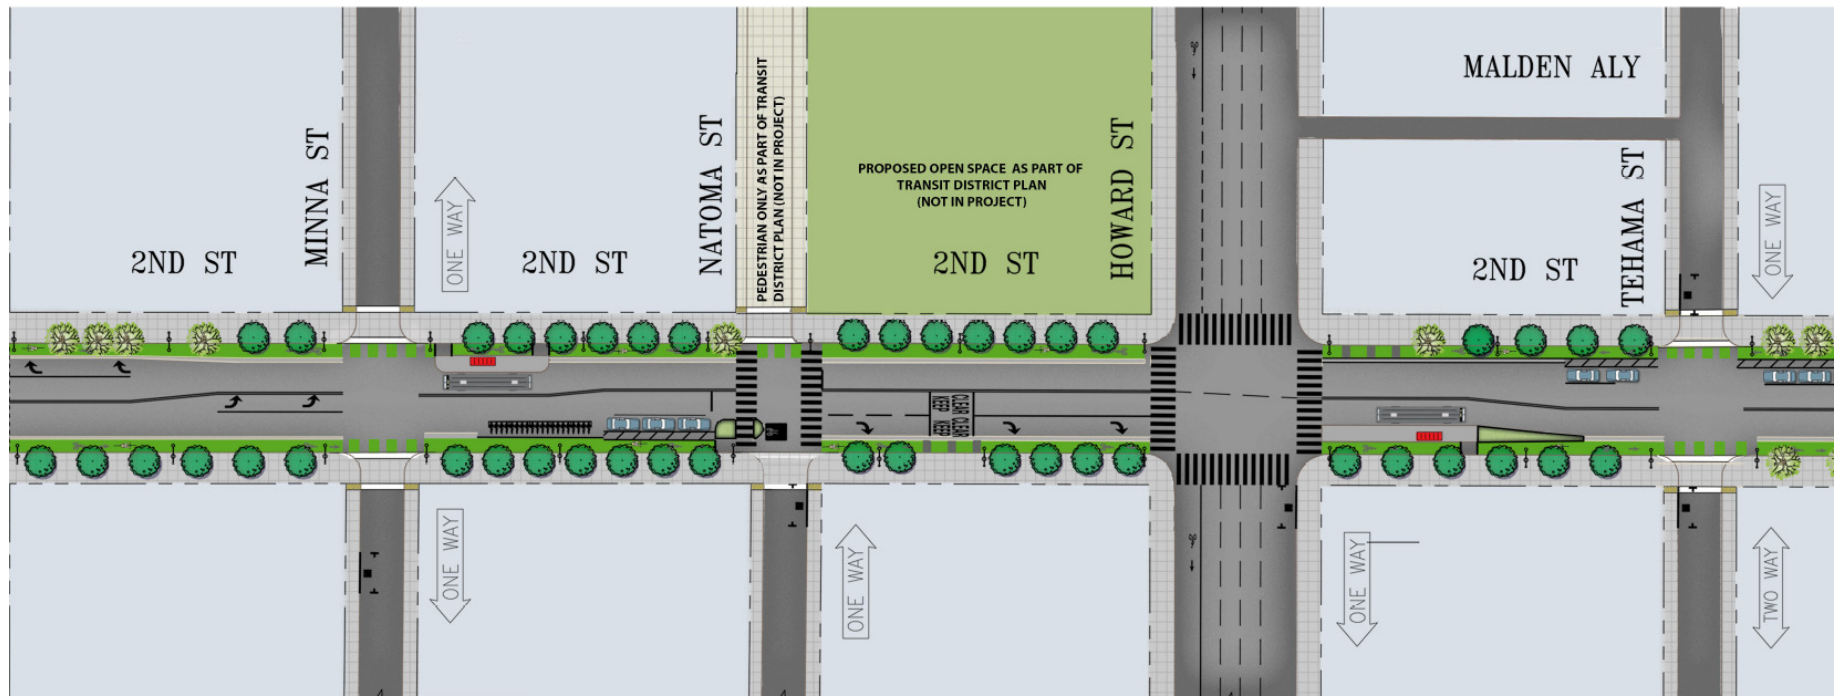 MALDEN ALY
MINNA ST
NATOMA ST
PEDESTRIAN ONLY AS PART OF TRANSIT
DISTRICT PLAN (NOT IN PROJECT)
PROPOSED OPEN SPACE AS PART OF
TRANSIT DISTRICT PLAN
(NOT IN PROJECT)
HOWARD ST
TEHAMA ST
ONE WAY
ONE WAY
2ND ST
2ND ST
2ND ST
2ND ST
CLEAR CLEAR
KEEP KEEP
ONE WAY
ONE WAY
ONE WAY
TWO WAY